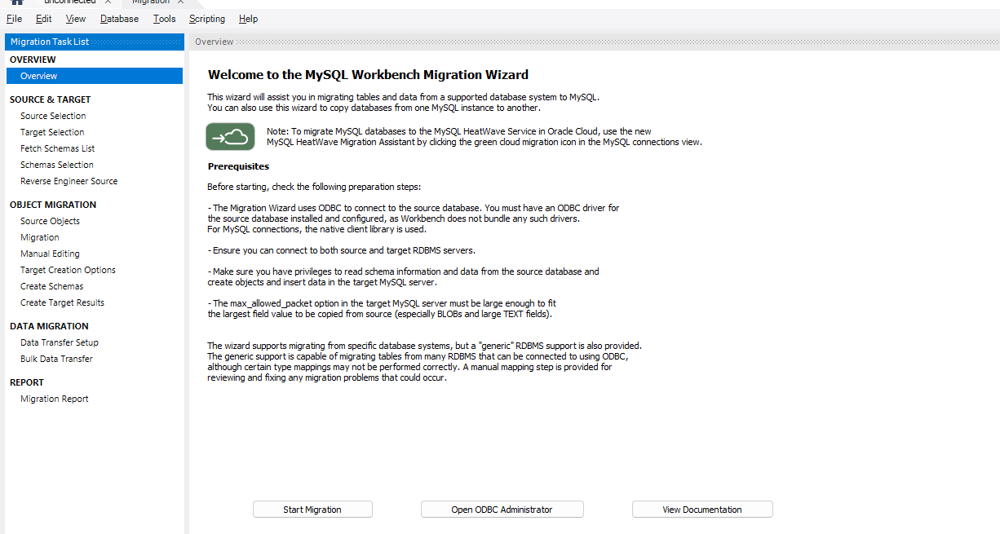 unconnected
Migration
File Edit View Database Tools Scripting Help
Migration Task List
OVERVIEW
Overview
SOURCE & TARGET
Source Selection
Target Selection
Fetch Schemas List
Schemas Selection
Reverse Engineer Source
OBJECT MIGRATION
Source Objects
Migration
Manual Editing
Target Creation Options
Create Schemas
Create Target Results
DATA MIGRATION
Data Transfer Setup
Bulk Data Transfer
REPORT
Migration Report
Overview
Welcome to the MySQL Workbench Migration Wizard
This wizard will assist you in migrating tables and data from a supported database system to MySQL.
You can also use this wizard to copy databases from one MySQL instance to another.
Note: To migrate MySQL databases to the MySQL HeatWave Service in Oracle Cloud, use the new
MySQL HeatWave Migration Assistant by clicking the green cloud migration icon in the MySQL connections view.
Prerequisites
Before starting, check the following preparation steps:
- The Migration Wizard uses ODBC to connect to the source database. You must have an ODBC driver for
the source database installed and configured, as Workbench does not bundle any such drivers.
For MySQL connections, the native client library is used.
- Ensure you can connect to both source and target RDBMS servers.
- Make sure you have privileges to read schema information and data from the source database and
create objects and insert data in the target MySQL server.
- The max_allowed_packet option in the target MySQL server must be large enough to fit
the largest field value to be copied from source (especially BLOBs and large TEXT fields).
The wizard supports migrating from specific database systems, but a "generic" RDBMS support is also provided.
The generic support is capable of migrating tables from many RDBMS that can be connected to using ODBC,
although certain type mappings may not be performed correctly. A manual mapping step is provided for
reviewing and fixing any migration problems that could occur.
Start Migration
Open ODBC Administrator
View Documentation